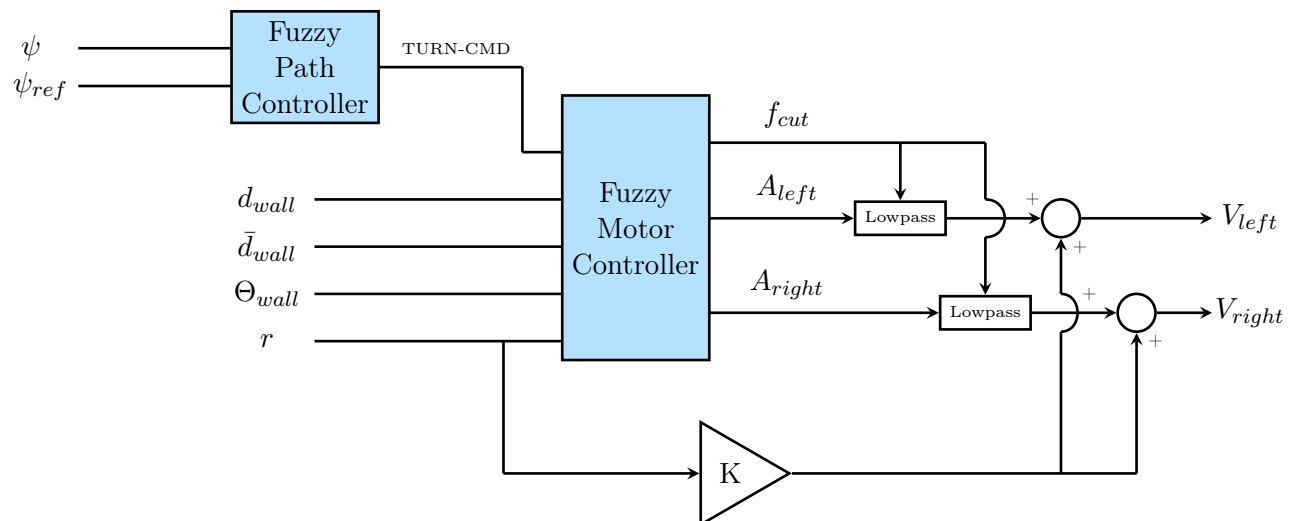 ψ
ψ_ref
Fuzzy
Path
Controller
TURN-CMD
d_wall
d̄_wall
Θ_wall
r
Fuzzy
Motor
Controller
f_cut
A_left
Lowpass
+
+
V_left
A_right
Lowpass
+
+
V_right
K